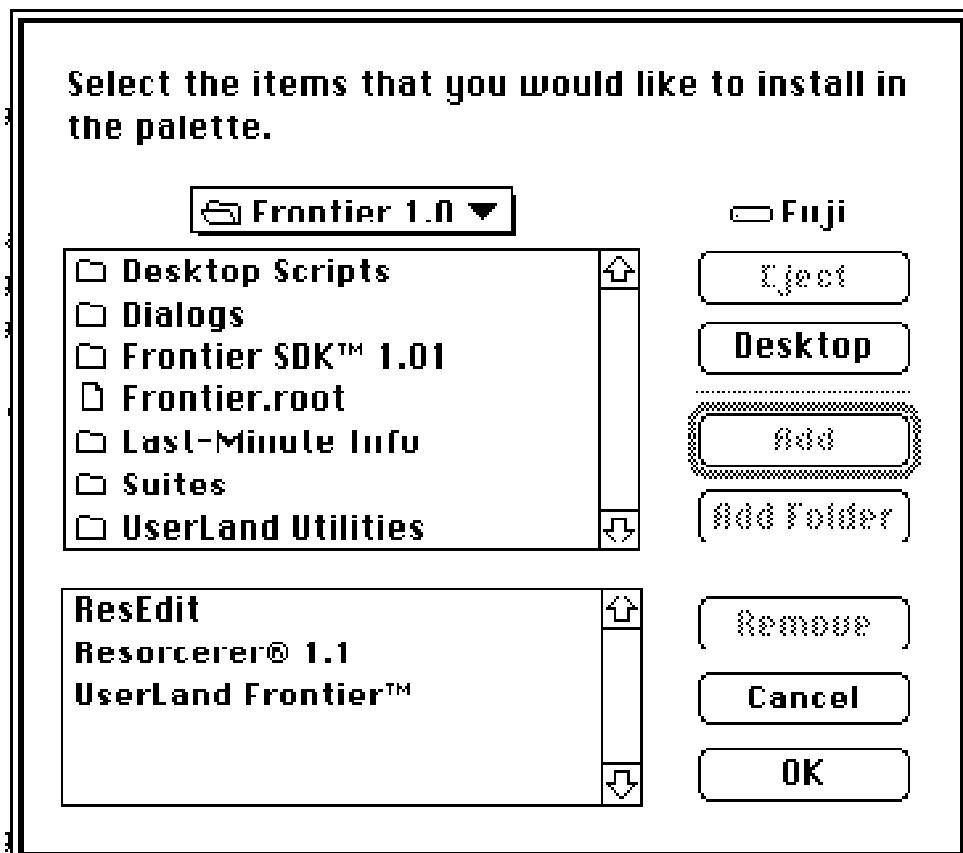 Select the items that you would like to install in
the palette.
Frontier 1.0
Fuji
Desktop Scripts
Dialogs
Frontier SDK™ 1.01
Frontier.root
Last-Minute Info
Suites
UserLand Utilities
Eject
Desktop
Add
Add Folder
ResEdit
Resorcerer® 1.1
UserLand Frontier™
Remove
Cancel
OK